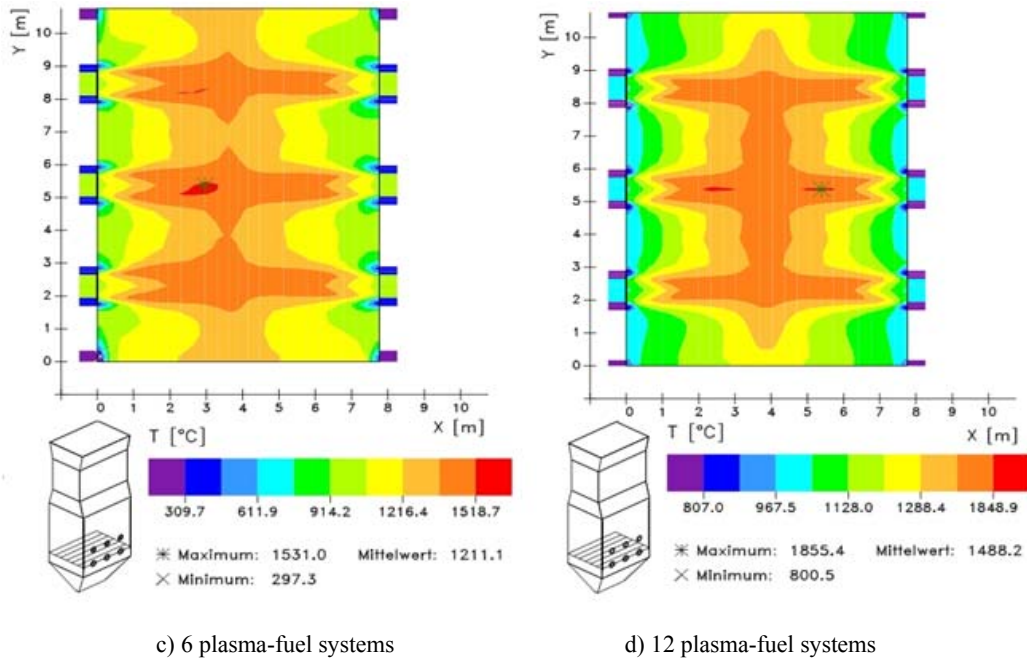 Y [m]
10
9
8
7
6
5
4
3
2
1
0
0 1 2 3 4 5 6 7 8 9 10
X [m]
T [°C]
309.7 611.9 914.2 1216.4 1518.7
Maximum: 1531.0 Mittelwert: 1211.1
Minimum: 297.3
c) 6 plasma-fuel systems
Y [m]
10
9
8
7
6
5
4
3
2
1
0
0 1 2 3 4 5 6 7 8 9 10
X [m]
T [°C]
807.0 967.5 1128.0 1288.4 1848.9
Maximum: 1855.4 Mittelwert: 1488.2
Minimum: 800.5
d) 12 plasma-fuel systems